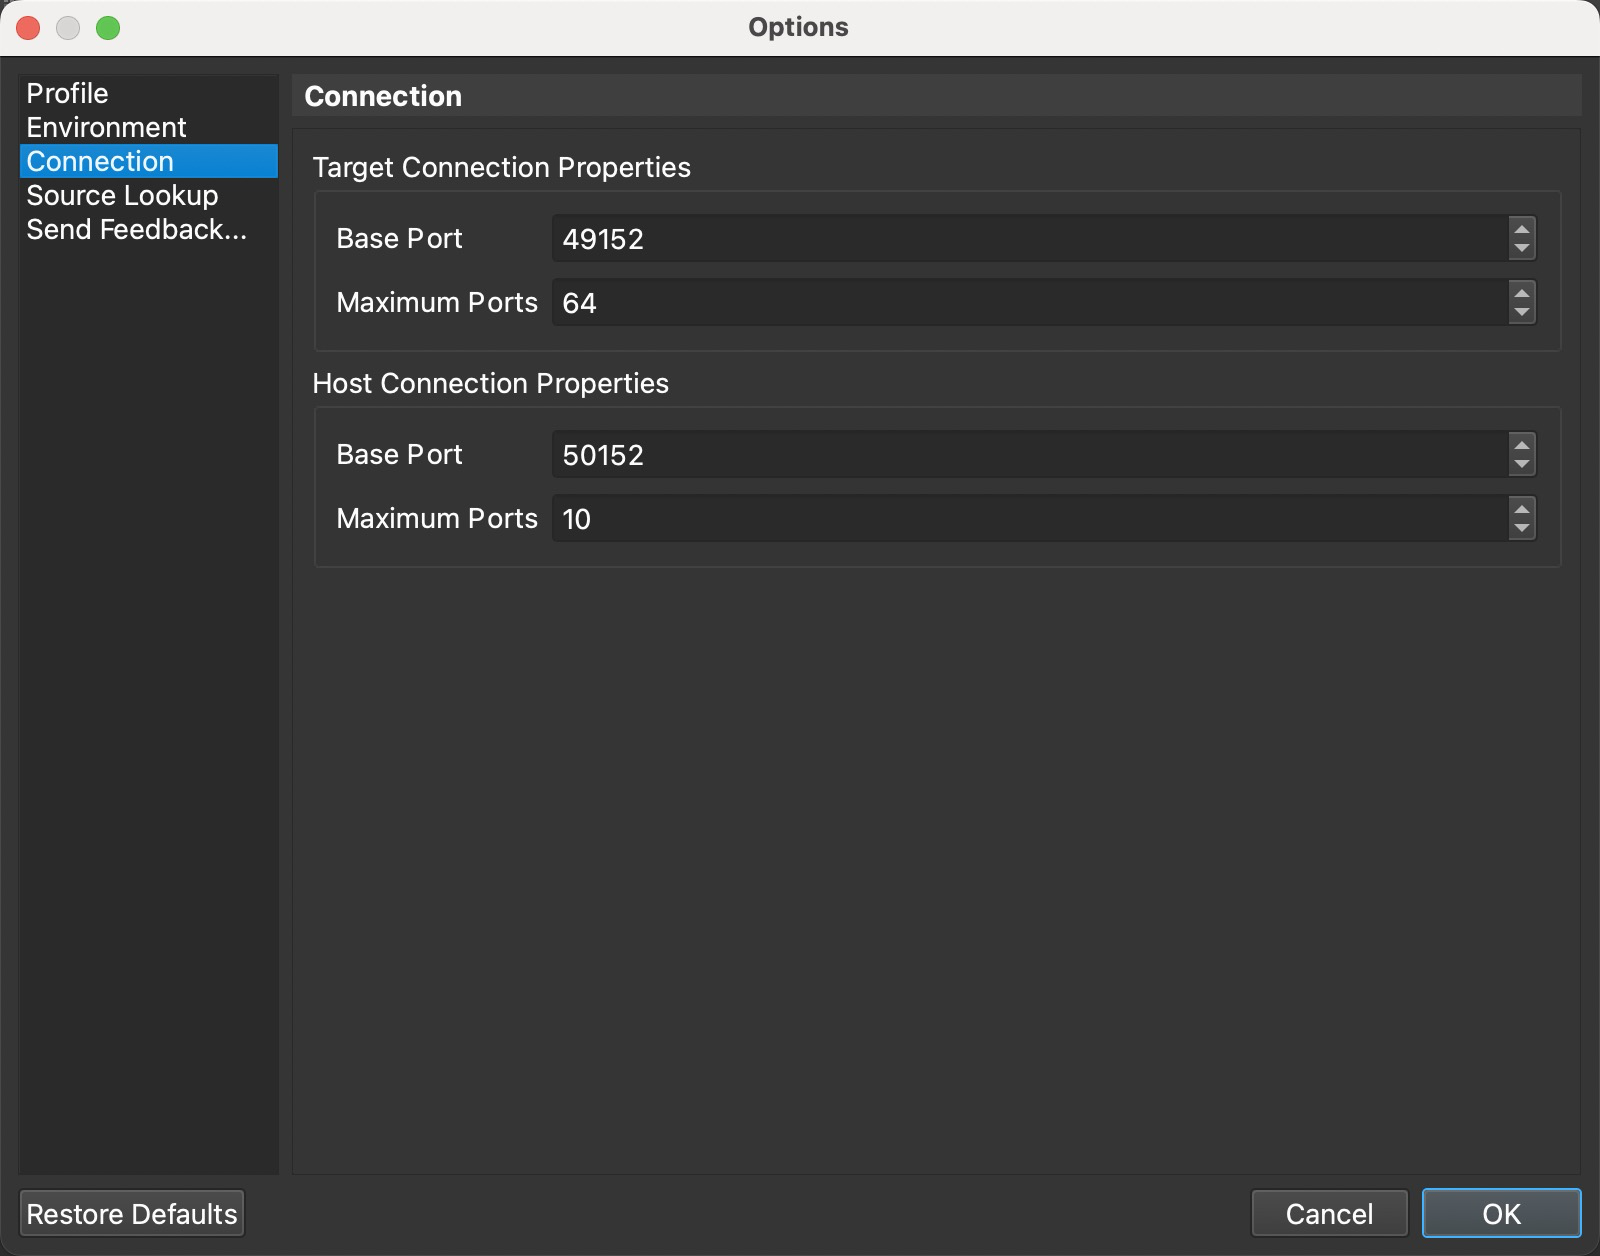 Options
Profile
Environment
Connection
Source Lookup
Send Feedback...
Connection
Target Connection Properties
Base Port 49152
Maximum Ports 64
Host Connection Properties
Base Port 50152
Maximum Ports 10
Restore Defaults
Cancel
OK